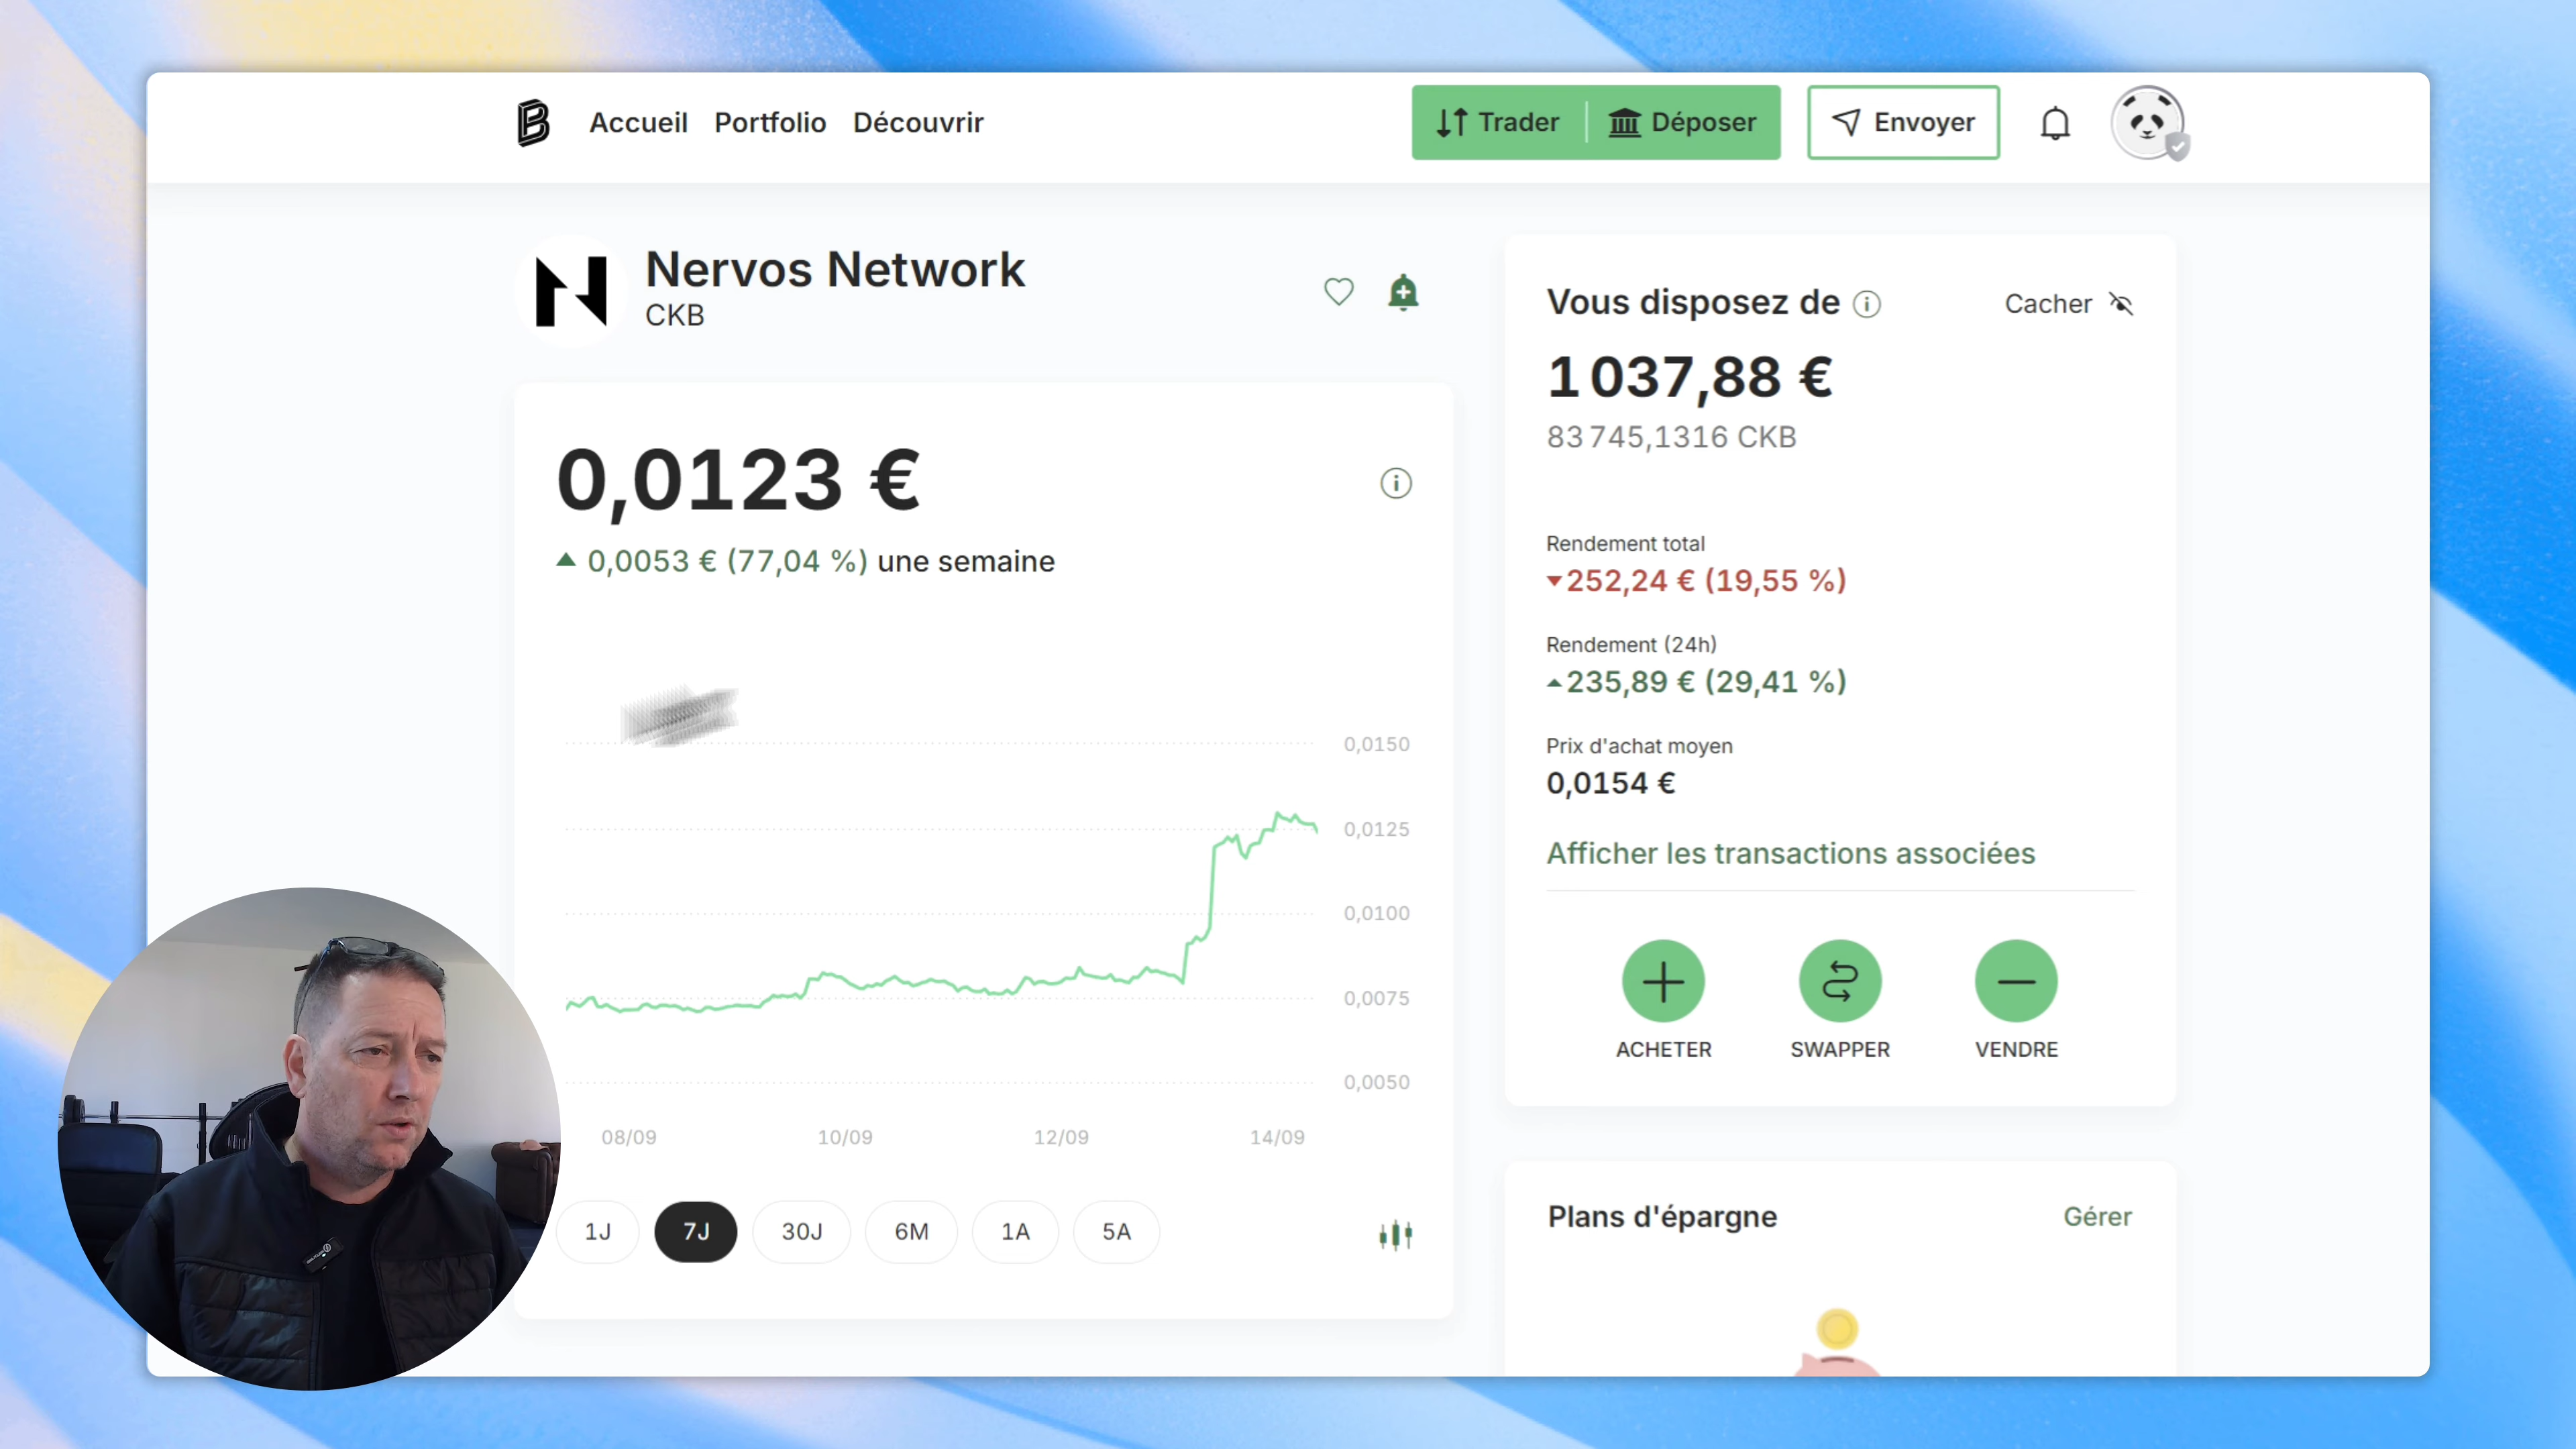 Accueil Portfolio Découvrir
Trader Déposer Envoyer
Nervos Network
CKB
0,0123 €
0,0053 € (77,04 %) une semaine
0,0150
0,0125
0,0100
0,0075
0,0050
08/09 10/09 12/09 14/09
1J 7J 30J 6M 1A 5A
Vous disposez de Cacher
1 037,88 €
83 745,1316 CKB
Rendement total
252,24 € (19,55 %)
Rendement (24h)
235,89 € (29,41 %)
Prix d'achat moyen
0,0154 €
Afficher les transactions associées
ACHETER SWAPPER VENDRE
Plans d'épargne Gérer